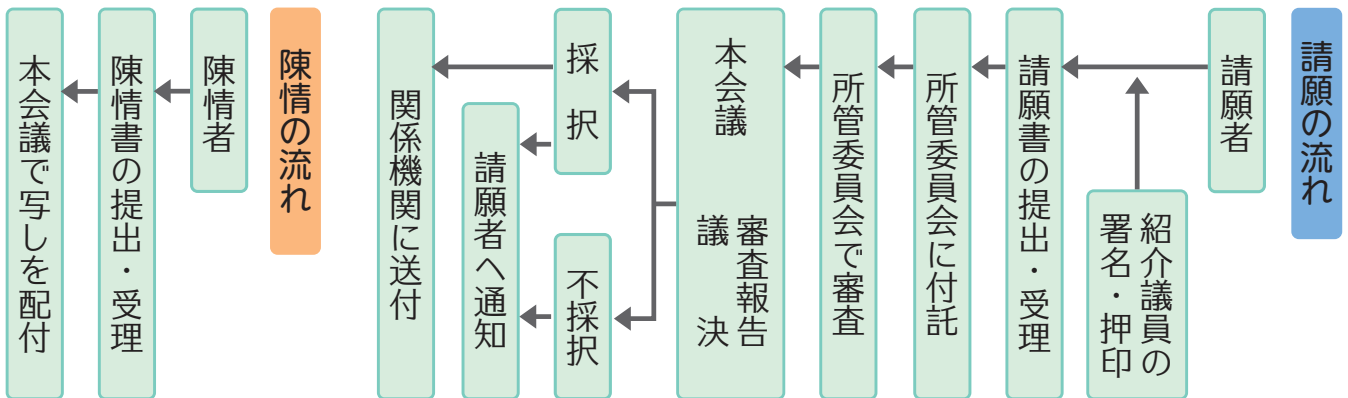 請願の流れ
請願者
紹介議員の
署名・押印
請願書の提出・受理
所管委員会に付託
所管委員会で審査
本会議
審査報告
議決
採択
不採択
請願者へ通知
関係機関に送付
陳情の流れ
陳情者
陳情書の提出・受理
本会議で写しを配付